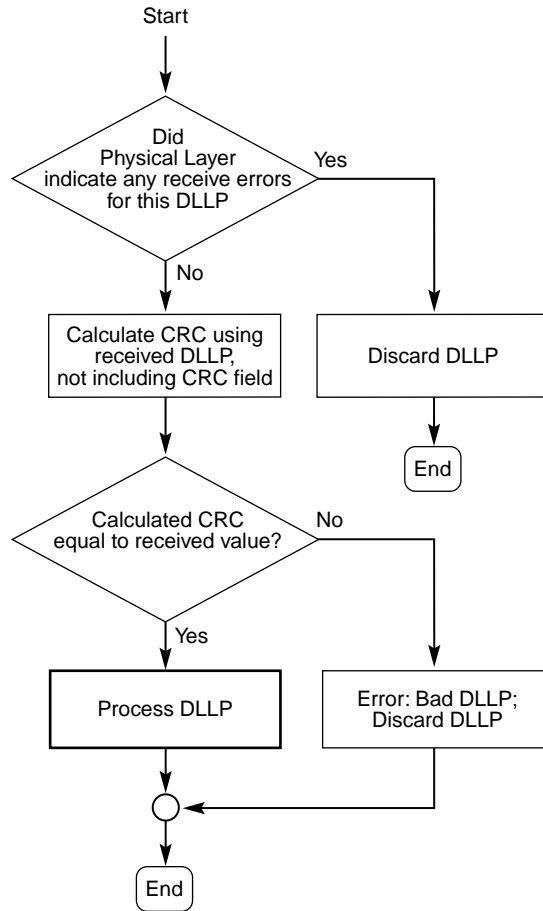 Start
Did
Physical Layer
indicate any receive errors
for this DLLP
Yes
No
Calculate CRC using
received DLLP,
not including CRC field
Discard DLLP
End
Calculated CRC
equal to received value?
No
Yes
Process DLLP
Error: Bad DLLP;
Discard DLLP
End